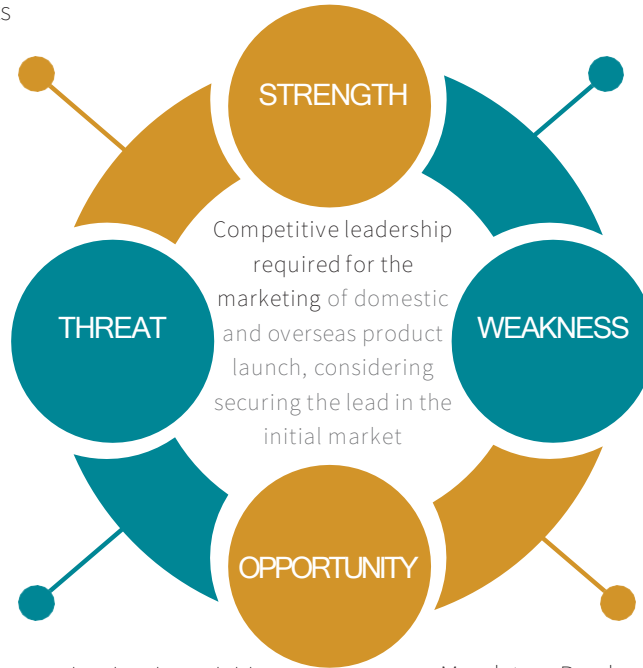 S
STRENGTH
Competitive leadership
required for the
marketing of domestic
and overseas product
launch, considering
securing the lead in the
initial market
THREAT
WEAKNESS
OPPORTUNITY